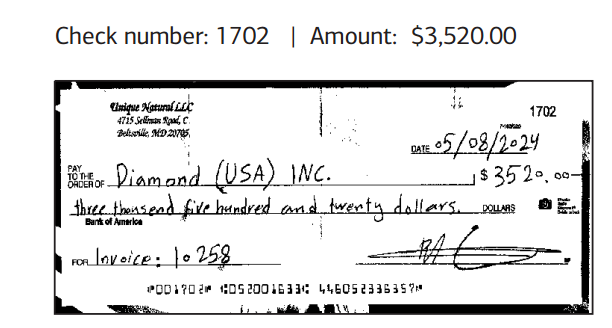 Check number: 1702 | Amount: $3,520.00
Unique Natural LLC 1702
4715 Sellman Road, C
Beltsville, MD 20705
DATE 05/08/2024
PAY
TO THE
ORDER OF Diamond (USA) INC. $3520.00
three thousend five hundred and twenty dollars. DOLLARS
Bank of America
FOR Invoice: 10258
⑈001702⑈ ⑆052001633⑆ 446052336357⑈